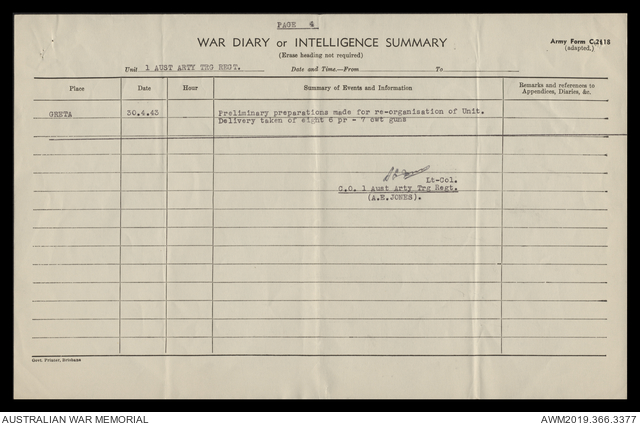 PAGE 4
WAR DIARY or INTELLIGENCE SUMMARY
Army Form C.2118
(adapted.)
(Erase heading not required)
Unit 1 AUST ARTY TRG REGT. Date and Time.—From To
Place Date Hour Summary of Events and Information Remarks and references to
Appendices, Diaries, &c.
GRETA 30.4.43 Preliminary preparations made for re-organisation of Unit.
Delivery taken of eight 6 pr - 7 cwt guns
Lt-Col.
C.O. 1 Aust Arty Trg Regt.
(A.H.JONES).
Govt. Printer, Brisbane
AUSTRALIAN WAR MEMORIAL AWM2019.366.3377